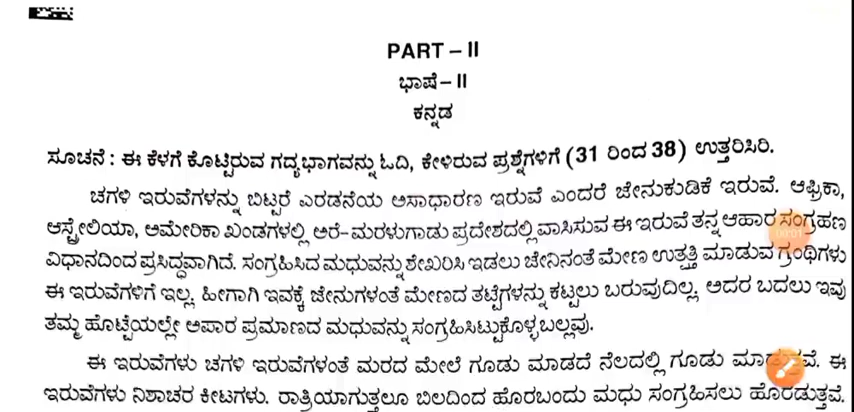 PART – II
ಭಾಷೆ – II
ಕನ್ನಡ
ಸೂಚನೆ : ಈ ಕೆಳಗೆ ಕೊಟ್ಟಿರುವ ಗದ್ಯಭಾಗವನ್ನು ಓದಿ, ಕೇಳಿರುವ ಪ್ರಶ್ನೆಗಳಿಗೆ (31 ರಿಂದ 38) ಉತ್ತರಿಸಿರಿ.
ಚಗಳಿ ಇರುವೆಗಳನ್ನು ಬಿಟ್ಟರೆ ಎರಡನೆಯ ಅಸಾಧಾರಣ ಇರುವೆ ಎಂದರೆ ಜೇನುಕುಡಿಕೆ ಇರುವೆ. ಆಫ್ರಿಕಾ,
ಆಸ್ಟ್ರೇಲಿಯಾ, ಅಮೇರಿಕಾ ಖಂಡಗಳಲ್ಲಿ ಅರೆ–ಮರಳುಗಾಡು ಪ್ರದೇಶದಲ್ಲಿ ವಾಸಿಸುವ ಈ ಇರುವೆ ತನ್ನ ಆಹಾರ ಸಂಗ್ರಹಣ
ವಿಧಾನದಿಂದ ಪ್ರಸಿದ್ಧವಾಗಿದೆ. ಸಂಗ್ರಹಿಸಿದ ಮಧುವನ್ನು ಶೇಖರಿಸಿ ಇಡಲು ಜೇನಿನಂತೆ ಮೇಣ ಉತ್ಪತ್ತಿ ಮಾಡುವ ಗ್ರಂಥಿಗಳು
ಈ ಇರುವೆಗಳಿಗೆ ಇಲ್ಲ. ಹೀಗಾಗಿ ಇವಕ್ಕೆ ಜೇನುಗಳಂತೆ ಮೇಣದ ತಟ್ಟೆಗಳನ್ನು ಕಟ್ಟಲು ಬರುವುದಿಲ್ಲ. ಅದರ ಬದಲು ಇವು
ತಮ್ಮ ಹೊಟ್ಟೆಯಲ್ಲೇ ಅಪಾರ ಪ್ರಮಾಣದ ಮಧುವನ್ನು ಸಂಗ್ರಹಿಸಿಟ್ಟುಕೊಳ್ಳಬಲ್ಲವು.
ಈ ಇರುವೆಗಳು ಚಗಳಿ ಇರುವೆಗಳಂತೆ ಮರದ ಮೇಲೆ ಗೂಡು ಮಾಡದೆ ನೆಲದಲ್ಲಿ ಗೂಡು ಮಾಡುತ್ತವೆ. ಈ
ಇರುವೆಗಳು ನಿಶಾಚರ ಕೀಟಗಳು. ರಾತ್ರಿಯಾಗುತ್ತಲೂ ಬಿಲದಿಂದ ಹೊರಬಂದು ಮಧು ಸಂಗ್ರಹಿಸಲು ಹೊರಡುತ್ತವೆ.